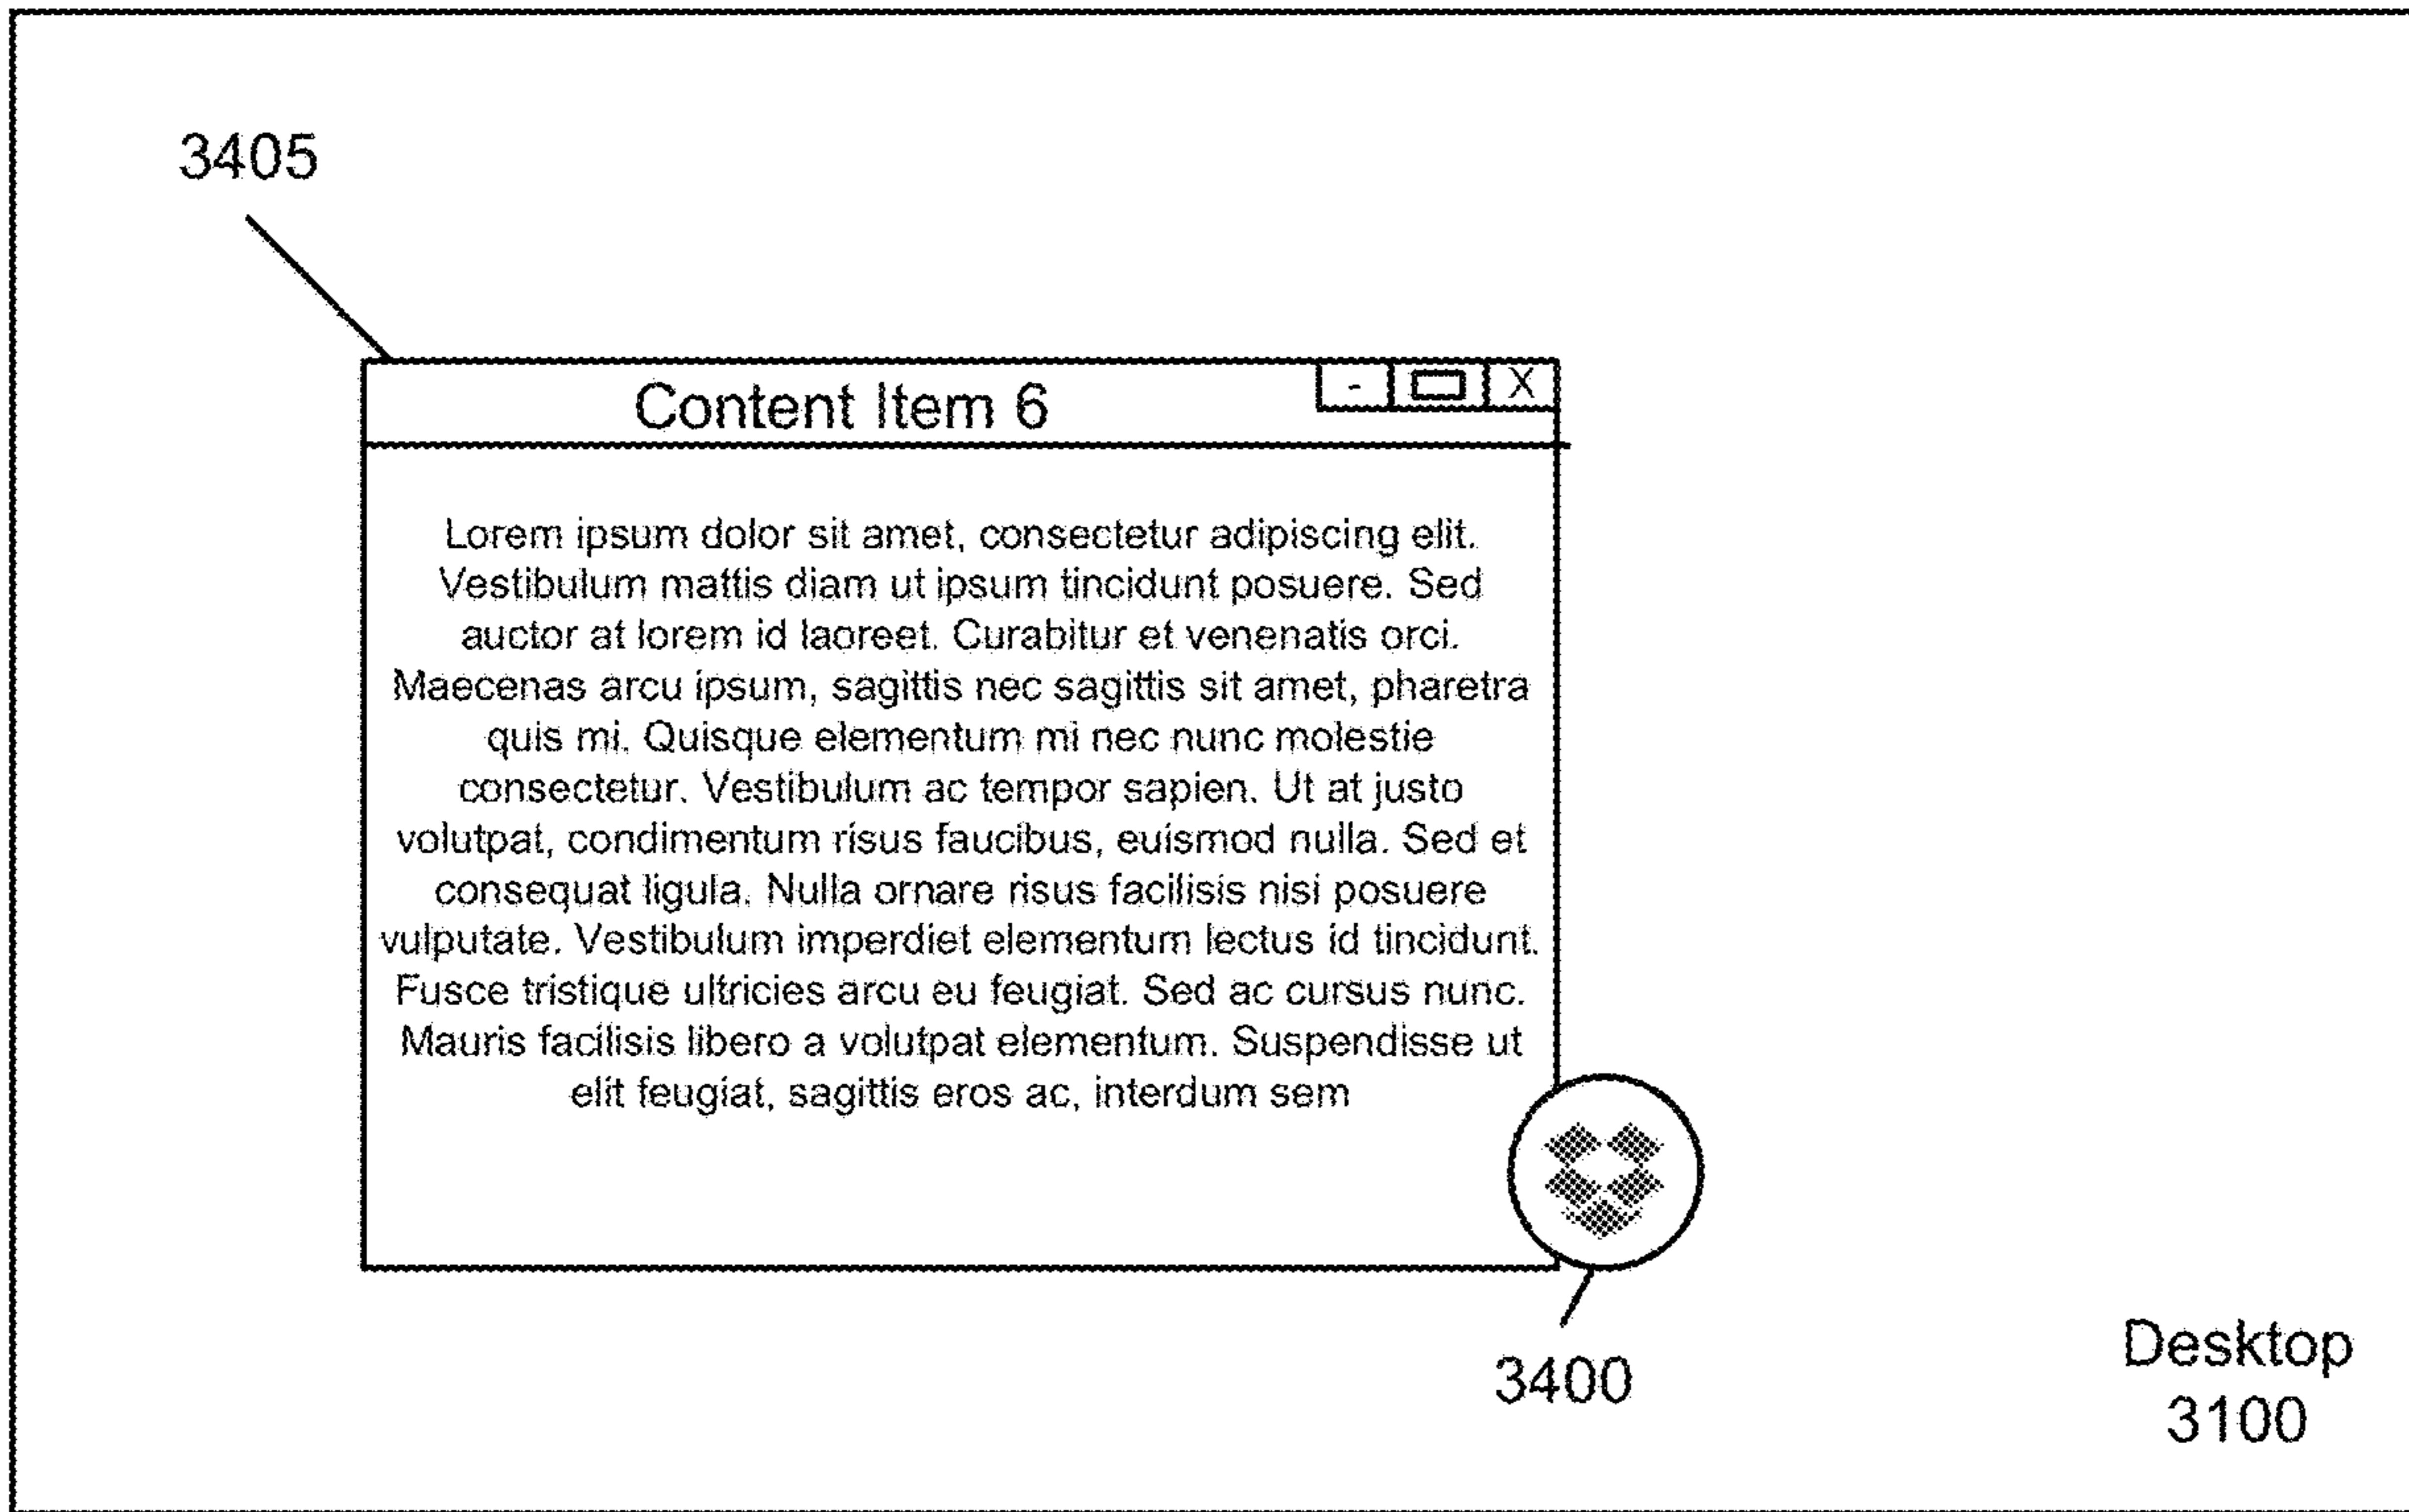 3405
Content Item 6
- X
Lorem ipsum dolor sit amet, consectetur adipiscing elit.
Vestibulum mattis diam ut ipsum tincidunt posuere. Sed
auctor at lorem id laoreet. Curabitur et venenatis orci.
Maecenas arcu ipsum, sagittis nec sagittis sit amet, pharetra
quis mi. Quisque elementum mi nec nunc molestie
consectetur. Vestibulum ac tempor sapien. Ut at justo
volutpat, condimentum risus faucibus, euismod nulla. Sed et
consequat ligula. Nulla ornare risus facilisis nisi posuere
vulputate. Vestibulum imperdiet elementum lectus id tincidunt.
Fusce tristique ultricies arcu eu feugiat. Sed ac cursus nunc.
Mauris facilisis libero a volutpat elementum. Suspendisse ut
elit feugiat, sagittis eros ac, interdum sem
3400
Desktop
3100